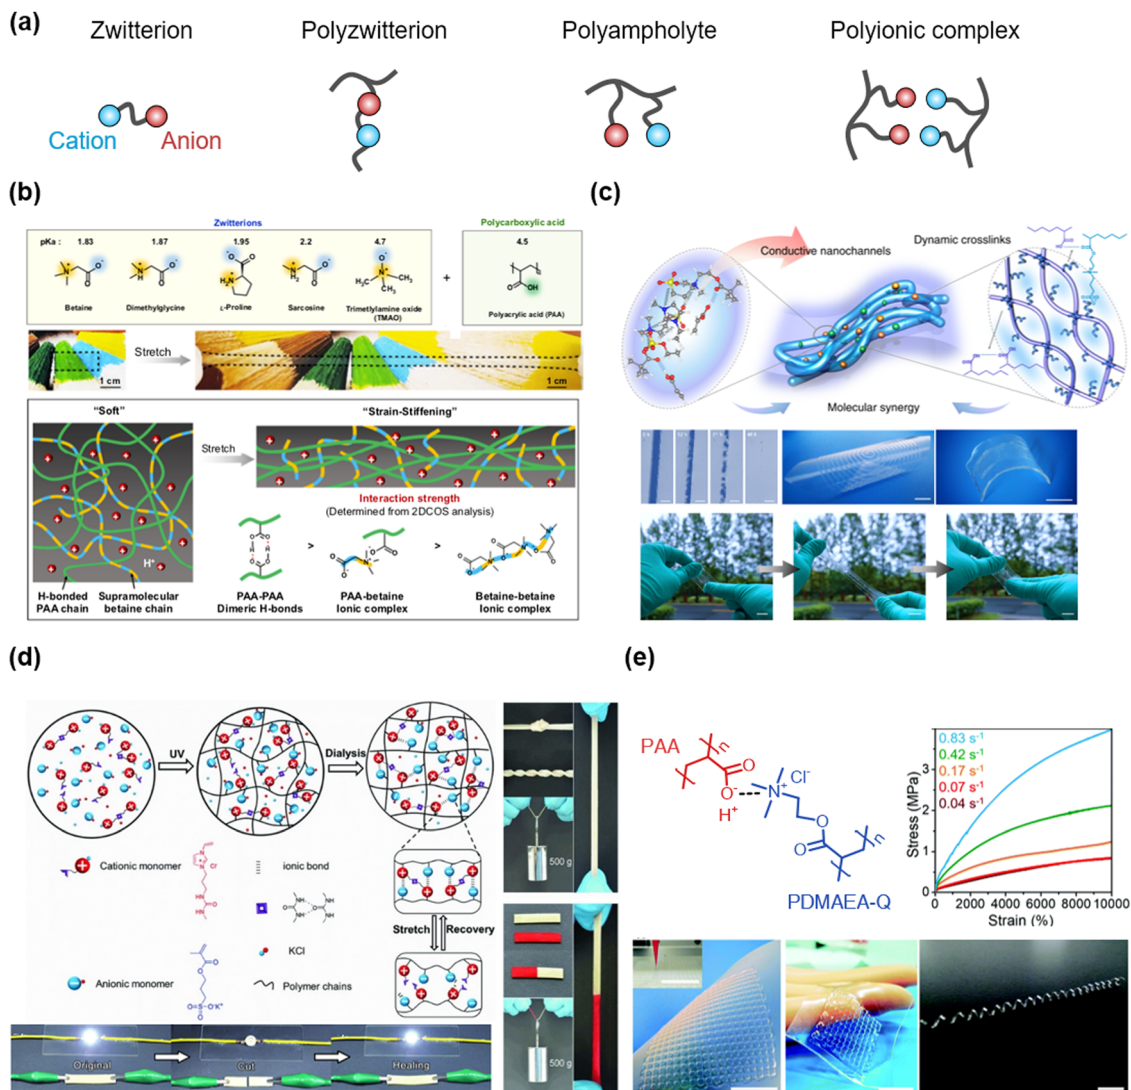 (a)
Zwitterion
Polyzwitterion
Polyampholyte
Polyionic complex
Cation
Anion
(b)
Zwitterions
Polycarboxylic acid
pKa :
1.83
1.87
1.95
2.2
4.7
4.5
+
Betaine
Dimethylglycine
L-Proline
Sarcosine
Trimetylamine oxide
(TMAO)
Polyacrylic acid (PAA)
Stretch
1 cm
1 cm
"Soft"
"Strain-Stiffening"
Stretch
Interaction strength
(Determined from 2DCOS analysis)
H+
>
>
H-bonded
PAA chain
Supramolecular
betaine chain
PAA-PAA
Dimeric H-bonds
PAA-betaine
Ionic complex
Betaine-betaine
Ionic complex
(c)
Conductive nanochannels
Dynamic crosslinks
Molecular synergy
(d)
UV
Dialysis
Cationic monomer
ionic bond
KCl
Anionic monomer
Polymer chains
Stretch
Recovery
500 g
500 g
Original
Cut
Healing
(e)
PAA
n
O
O-
H+
Cl-
N+
O
O
n
PDMAEA-Q
0.83 s-1
0.42 s-1
0.17 s-1
0.07 s-1
0.04 s-1
Stress (MPa)
3
2
1
0
0
2000
4000
6000
8000
10000
Strain (%)